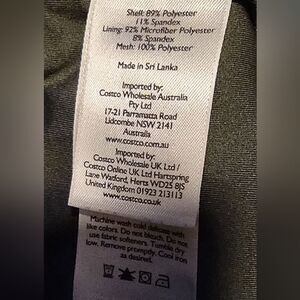 Shell: 89% Polyester
11% Spandex
Lining: 92% Microfiber Polyester
8% Spandex
Mesh: 100% Polyester
Made in Sri Lanka
Imported by:
Costco Wholesale Australia
Pty Ltd
17-21 Parramatta Road
Lidcombe NSW 2141
Australia
www.costco.com.au
Imported by:
Costco Wholesale UK Ltd /
Costco Online UK Ltd Hartspring
Lane Watford, Herts WD25 8JS
United Kingdom 01923 213113
www.costco.co.uk
Machine wash cold delicate with
like colors. Do not bleach. Do not
use fabric softeners. Tumble dry
low. Remove promptly. Cool iron
as desired.